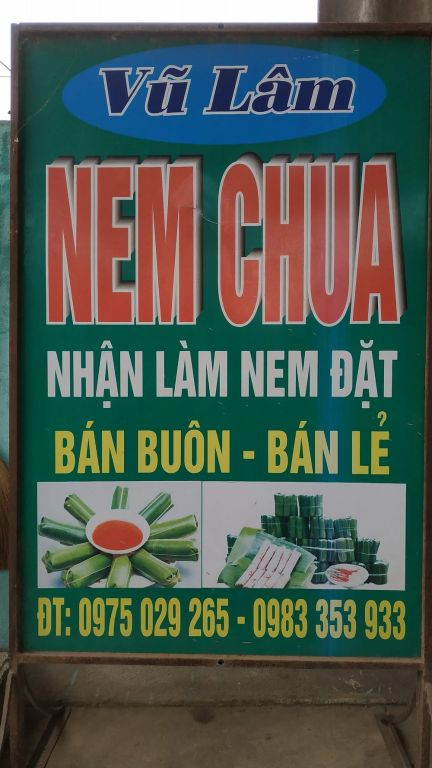 Vũ Lâm
NEM CHUA
NHẬN LÀM NEM ĐẶT
BÁN BUÔN - BÁN LẺ
ĐT: 0975 029 265 - 0983 353 933